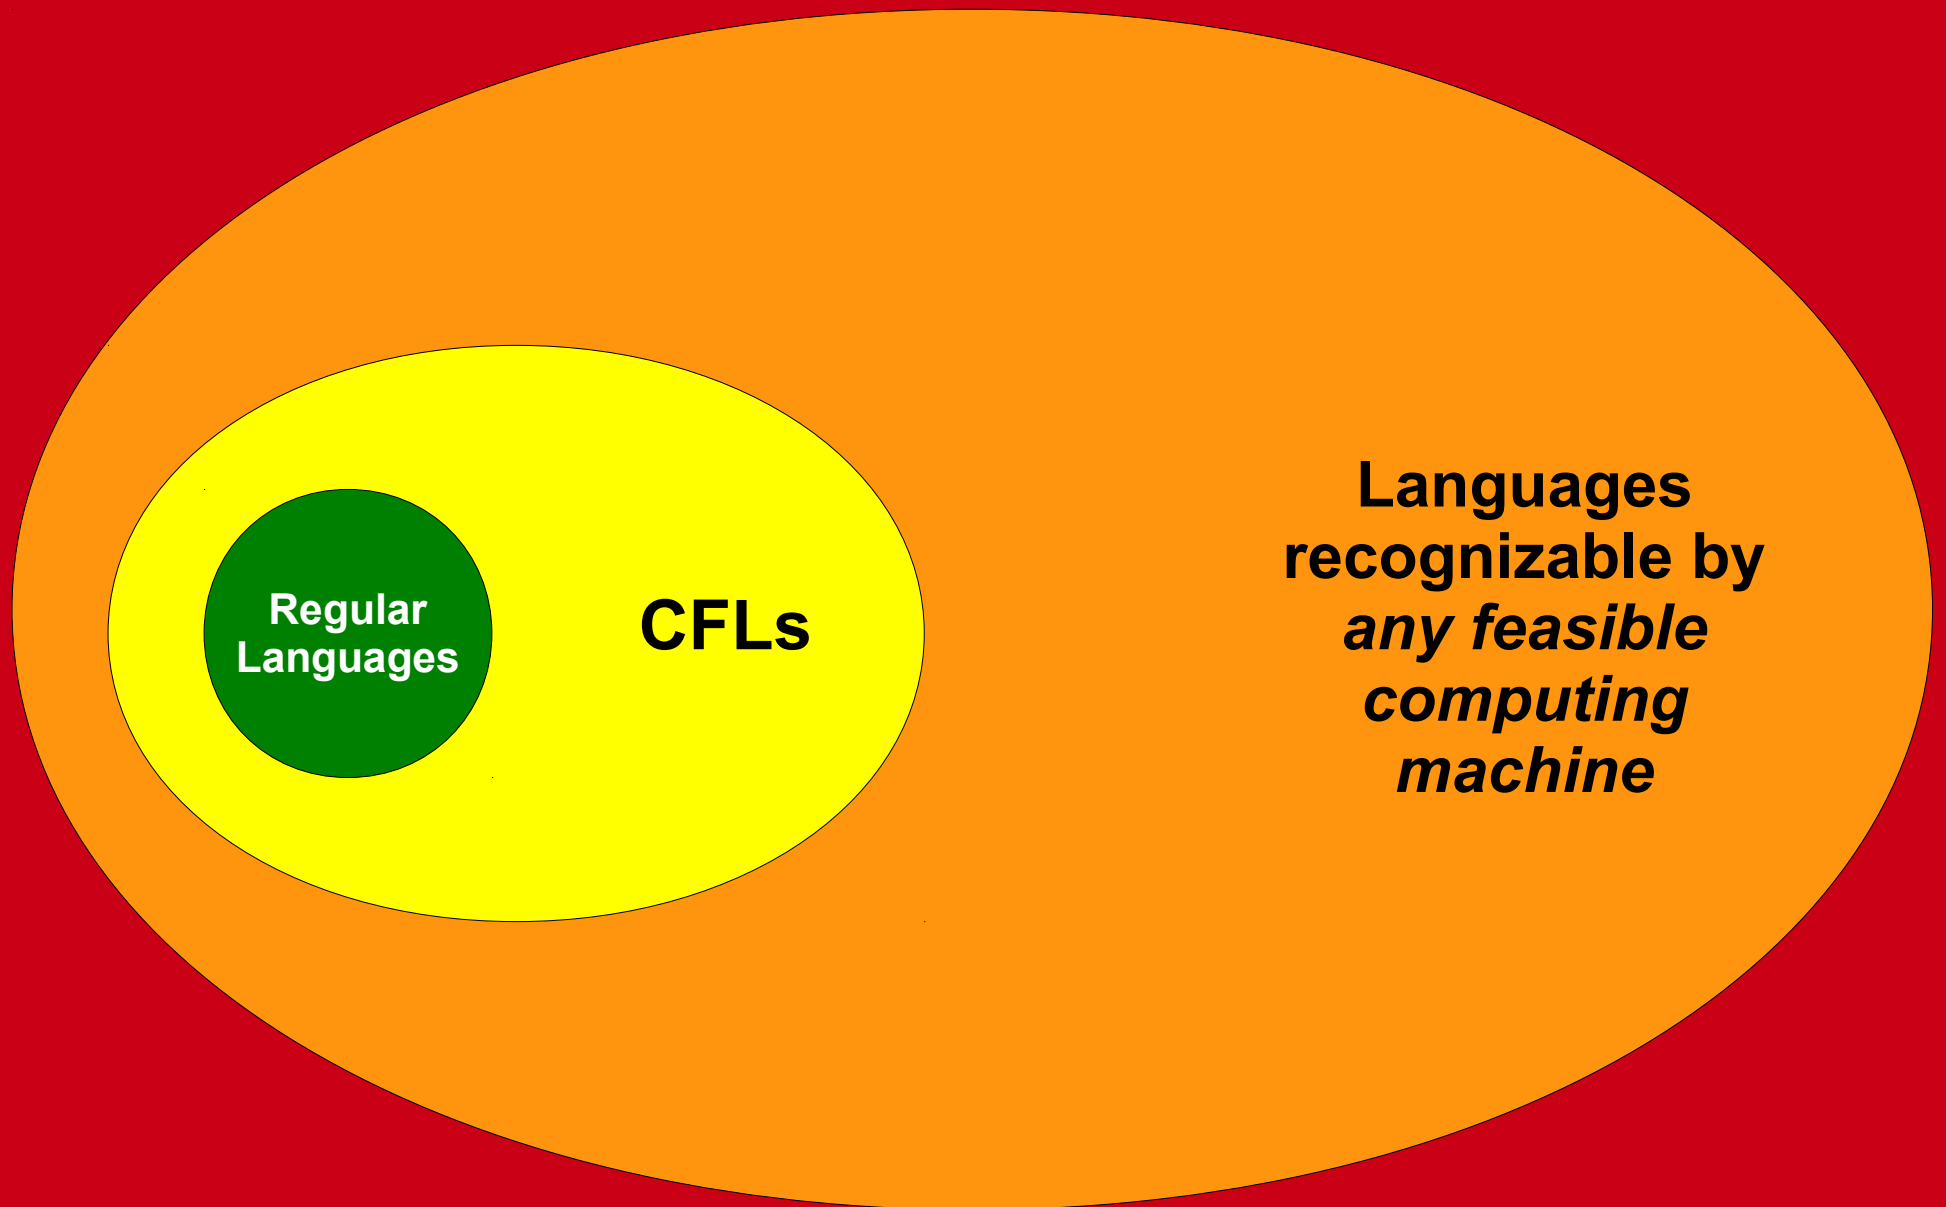 Regular
Languages
CFLs
Languages
recognizable by
any feasible
computing
machine